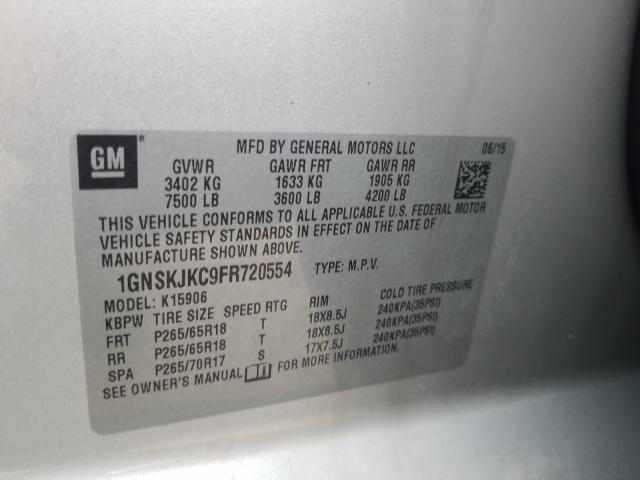 GM
MFD BY GENERAL MOTORS LLC 06/15
GVWR GAWR FRT GAWR RR
3402 KG 1633 KG 1905 KG
7500 LB 3600 LB 4200 LB
THIS VEHICLE CONFORMS TO ALL APPLICABLE U.S. FEDERAL MOTOR
VEHICLE SAFETY STANDARDS IN EFFECT ON THE DATE OF
MANUFACTURE SHOWN ABOVE.
1GNSKJKC9FR720554 TYPE: M.P.V.
MODEL: K15906
KBPW TIRE SIZE SPEED RTG RIM COLD TIRE PRESSURE
FRT P265/65R18 T 18X8.5J 240KPA(35PSI)
RR P265/65R18 T 18X8.5J 240KPA(35PSI)
SPA P265/70R17 S 17X7.5J 240KPA(35PSI)
SEE OWNER'S MANUAL FOR MORE INFORMATION.